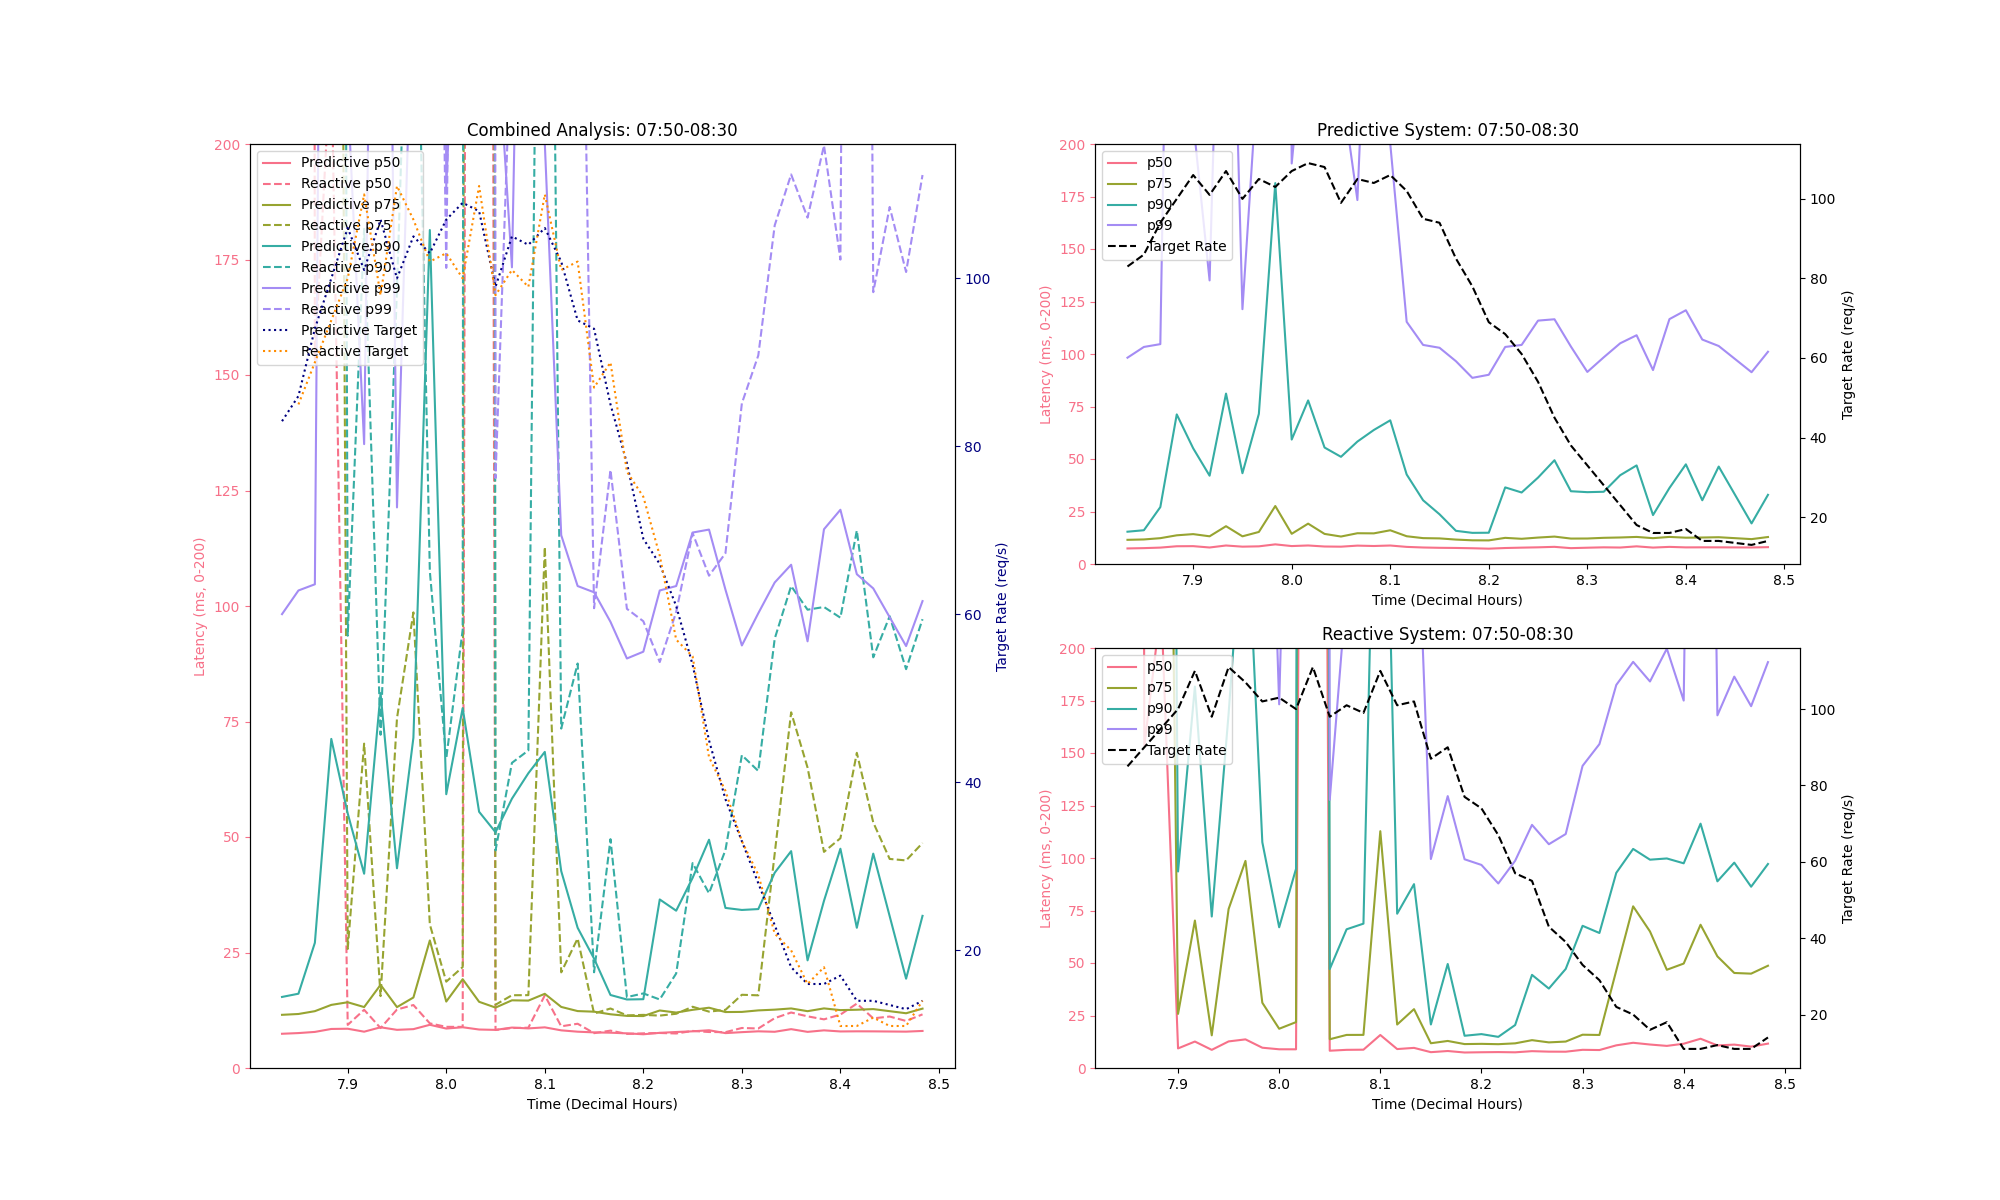 Combined Analysis: 07:50-08:30
200
175
150
125
100
75
50
25
0
Latency (ms, 0-200)
Predictive p50
Reactive p50
Predictive p75
Reactive p75
Predictive p90
Reactive p90
Predictive p99
Reactive p99
Predictive Target
Reactive Target
100
80
60
40
20
Target Rate (req/s)
7.9 8.0 8.1 8.2 8.3 8.4 8.5
Time (Decimal Hours)
Predictive System: 07:50-08:30
200
175
150
125
100
75
50
25
0
Latency (ms, 0-200)
p50
p75
p90
p99
Target Rate
100
80
60
40
20
Target Rate (req/s)
7.9 8.0 8.1 8.2 8.3 8.4 8.5
Time (Decimal Hours)
Reactive System: 07:50-08:30
200
175
150
125
100
75
50
25
0
Latency (ms, 0-200)
p50
p75
p90
p99
Target Rate
100
80
60
40
20
Target Rate (req/s)
7.9 8.0 8.1 8.2 8.3 8.4 8.5
Time (Decimal Hours)